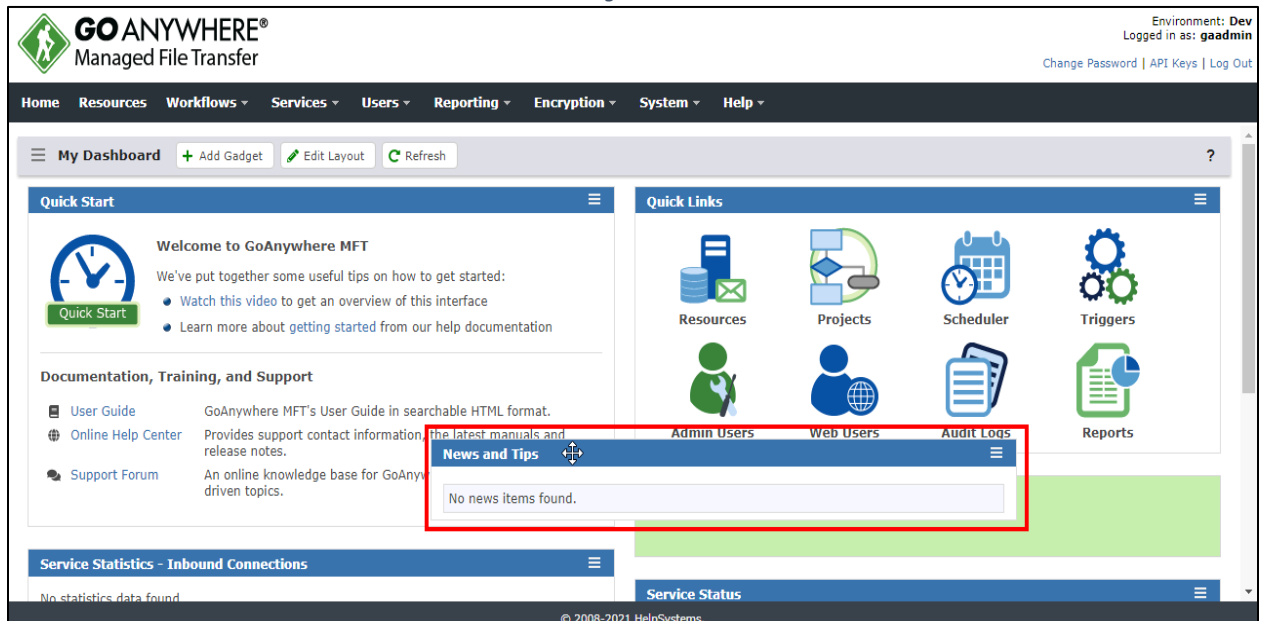 GO ANYWHERE®
Managed File Transfer
Environment: Dev
Logged in as: gaadmin
Change Password | API Keys | Log Out
Home Resources Workflows Services Users Reporting Encryption System Help
My Dashboard + Add Gadget Edit Layout Refresh ?
Quick Start
Quick Start
Welcome to GoAnywhere MFT
We've put together some useful tips on how to get started:
Watch this video to get an overview of this interface
Learn more about getting started from our help documentation
Documentation, Training, and Support
User Guide GoAnywhere MFT's User Guide in searchable HTML format.
Online Help Center Provides support contact information, the latest manuals and
release notes.
Support Forum An online knowledge base for
driven topics.
Quick Links
Resources Projects Scheduler Triggers
Admin Users Web Users Audit Logs Reports
News and Tips
No news items found.
Service Statistics - Inbound Connections
No statistics data found
Service Status
© 2008-2021 HelpSystems